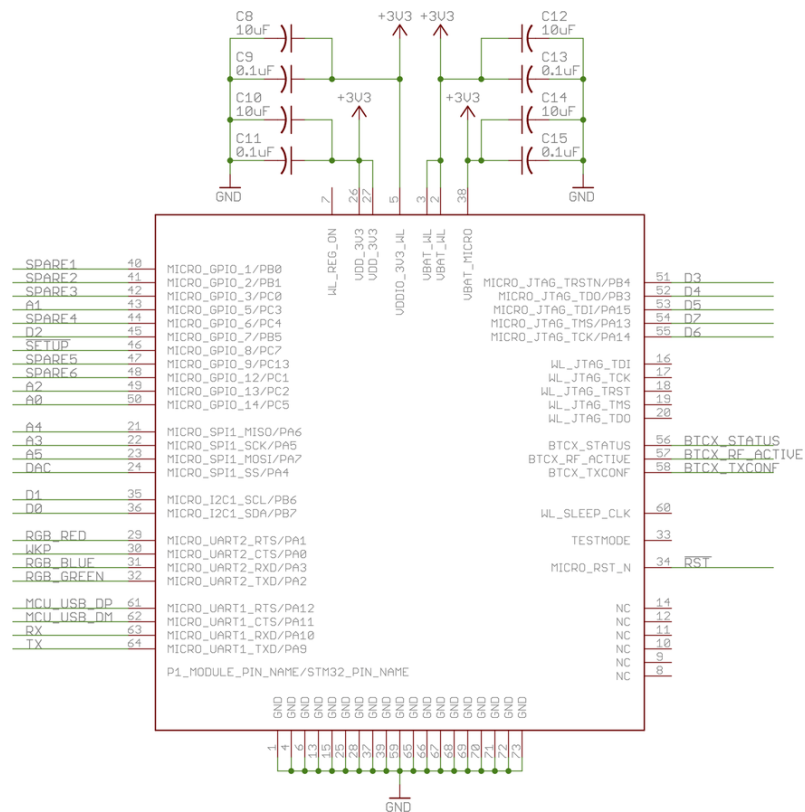 C8
10uF
+3V3
+3V3
C12
10uF
C9
0.1uF
C13
0.1uF
C10
10uF
+3V3
+3V3
C14
10uF
C11
0.1uF
C15
0.1uF
GND
GND
7
26
27
5
3
2
38
WL_REG_ON
VDD_3V3
VDD_3V3
VDDIO_3V3_WL
VBAT_WL
VBAT_WL
VBAT_MICRO
SPARE1 40 MICRO_GPIO_1/PB0
SPARE2 41 MICRO_GPIO_2/PB1
SPARE3 42 MICRO_GPIO_3/PC0
A1 43 MICRO_GPIO_5/PC3
SPARE4 44 MICRO_GPIO_6/PC4
D2 45 MICRO_GPIO_7/PB5
SETUP 46 MICRO_GPIO_8/PC7
SPARE5 47 MICRO_GPIO_9/PC13
SPARE6 48 MICRO_GPIO_12/PC1
A2 49 MICRO_GPIO_13/PC2
A0 50 MICRO_GPIO_14/PC5
A4 21 MICRO_SPI1_MISO/PA6
A3 22 MICRO_SPI1_SCK/PA5
A5 23 MICRO_SPI1_MOSI/PA7
DAC 24 MICRO_SPI1_SS/PA4
D1 35 MICRO_I2C1_SCL/PB6
D0 36 MICRO_I2C1_SDA/PB7
RGB_RED 29 MICRO_UART2_RTS/PA1
WKP 30 MICRO_UART2_CTS/PA0
RGB_BLUE 31 MICRO_UART2_RXD/PA3
RGB_GREEN 32 MICRO_UART2_TXD/PA2
MCU_USB_DP 61 MICRO_UART1_RTS/PA12
MCU_USB_DM 62 MICRO_UART1_CTS/PA11
RX 63 MICRO_UART1_RXD/PA10
TX 64 MICRO_UART1_TXD/PA9
P1_MODULE_PIN_NAME/STM32_PIN_NAME
MICRO_JTAG_TRSTN/PB4 51 D3
MICRO_JTAG_TDO/PB3 52 D4
MICRO_JTAG_TDI/PA15 53 D5
MICRO_JTAG_TMS/PA13 54 D7
MICRO_JTAG_TCK/PA14 55 D6
WL_JTAG_TDI 16
WL_JTAG_TCK 17
WL_JTAG_TRST 18
WL_JTAG_TMS 19
WL_JTAG_TDO 20
BTCX_STATUS 56 BTCX_STATUS
BTCX_RF_ACTIVE 57 BTCX_RF_ACTIVE
BTCX_TXCONF 58 BTCX_TXCONF
WL_SLEEP_CLK 60
TESTMODE 33
MICRO_RST_N 34 RST
NC 14
NC 12
NC 11
NC 10
NC 9
NC 8
GND GND GND GND GND GND GND GND GND GND GND GND GND GND GND GND GND GND GND
1 4 6 13 15 25 28 37 39 59 65 66 67 68 69 70 71 72 73
GND